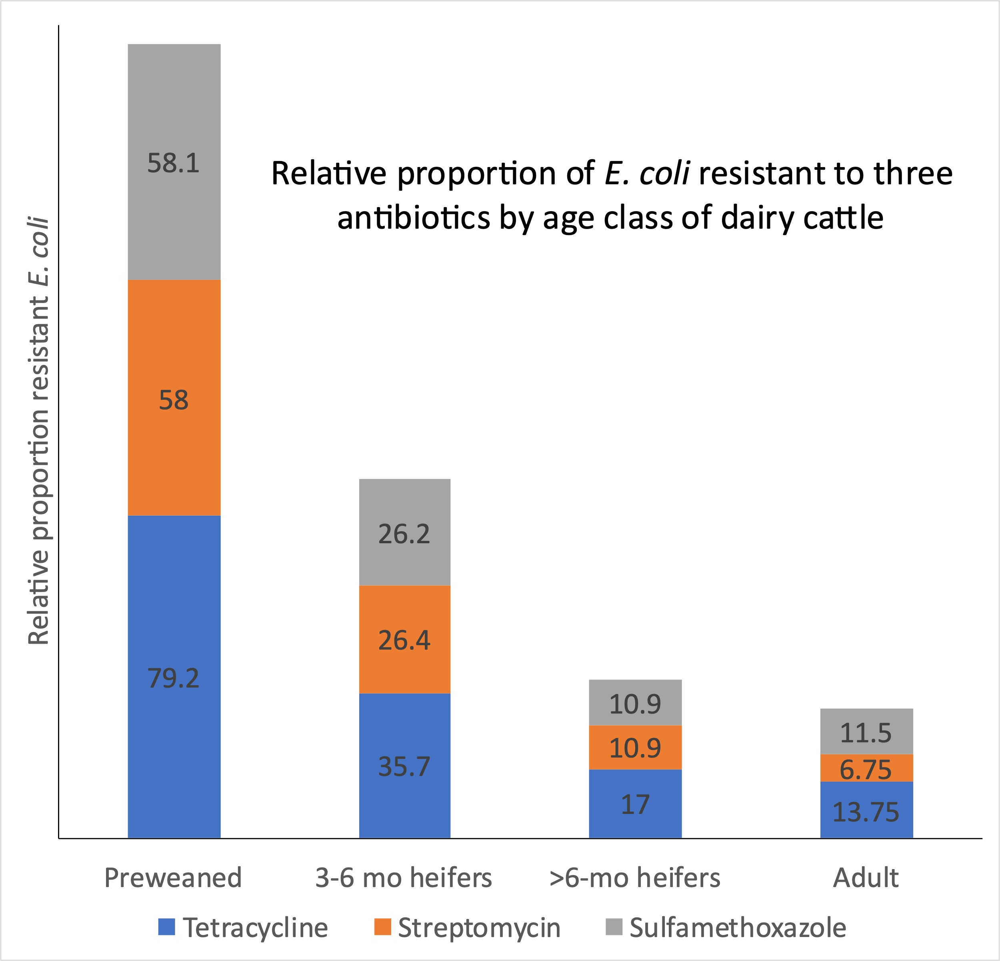 Relative proportion of E. coli resistant to three
antibiotics by age class of dairy cattle
Relative proportion resistant E. coli
58.1
58
79.2
26.2
26.4
35.7
10.9
10.9
17
11.5
6.75
13.75
Preweaned
3-6 mo heifers
>6-mo heifers
Adut
Tetracycline
Streptomycin
Sullfamethoxazole